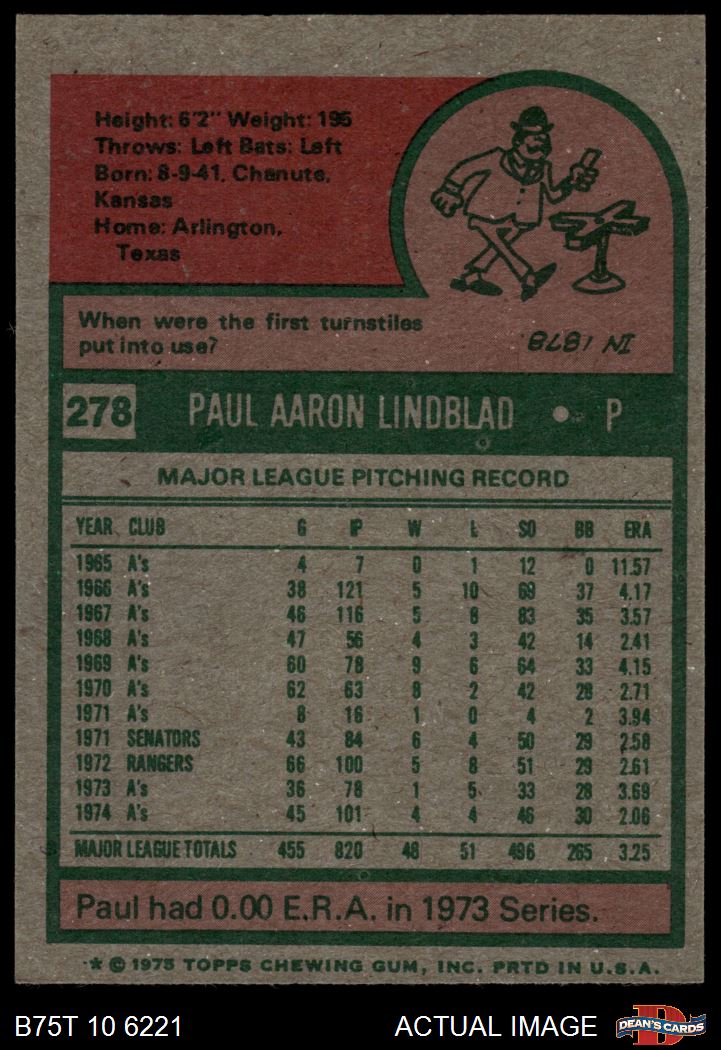 Height: 6'2" Weight: 195
Throws: Left Bats: Left
Born: 8-9-41, Chanute,
Kansas
Home: Arlington,
Texas
When were the first turnstiles
put into use?
IN 1878
278 PAUL AARON LINDBLAD • P
MAJOR LEAGUE PITCHING RECORD
YEAR CLUB G IP W L SO BB ERA
1965 A's 4 7 0 1 12 0 11.57
1966 A's 38 121 5 10 69 37 4.17
1967 A's 46 116 5 8 83 35 3.57
1968 A's 47 56 4 3 42 14 2.41
1969 A's 60 78 9 6 64 33 4.15
1970 A's 62 63 8 2 42 28 2.71
1971 A's 8 16 1 0 4 2 3.94
1971 SENATORS 43 84 6 4 50 29 2.58
1972 RANGERS 66 100 5 8 51 29 2.61
1973 A's 36 78 1 5 33 28 3.69
1974 A's 45 101 4 4 46 30 2.06
MAJOR LEAGUE TOTALS 455 820 48 51 496 265 3.25
Paul had 0.00 E.R.A. in 1973 Series.
* © 1975 TOPPS CHEWING GUM, INC. PRTD IN U.S.A.
B75T 10 6221 ACTUAL IMAGE DEAN'S CARDS